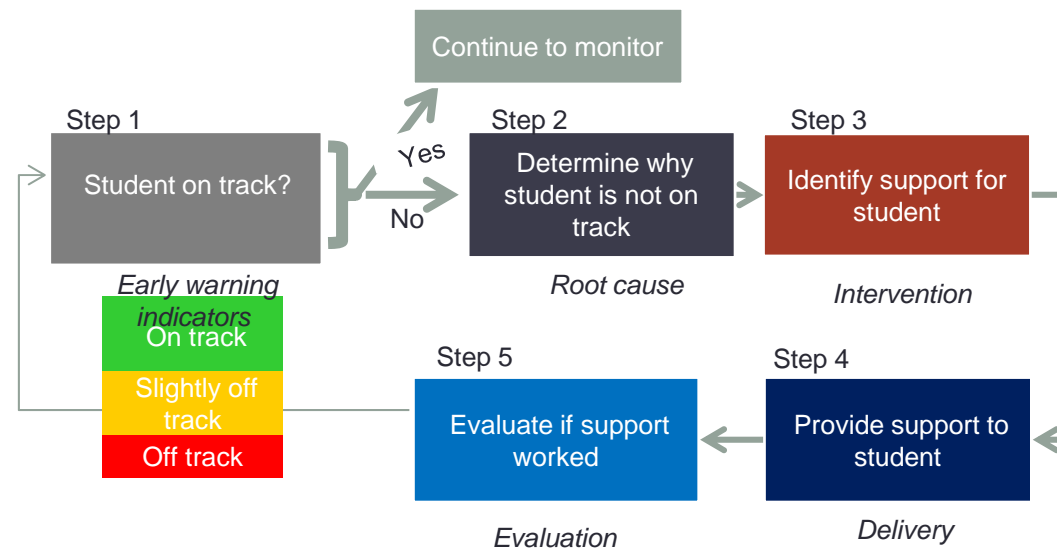 Continue to monitor
Step 1
Student on track?
Early warning
indicators
On track
Slightly off
track
Off track
Yes
No
Step 2
Determine why
student is not on
track
Root cause
Step 3
Identify support for
student
Intervention
Step 4
Provide support to
student
Delivery
Step 5
Evaluate if support
worked
Evaluation